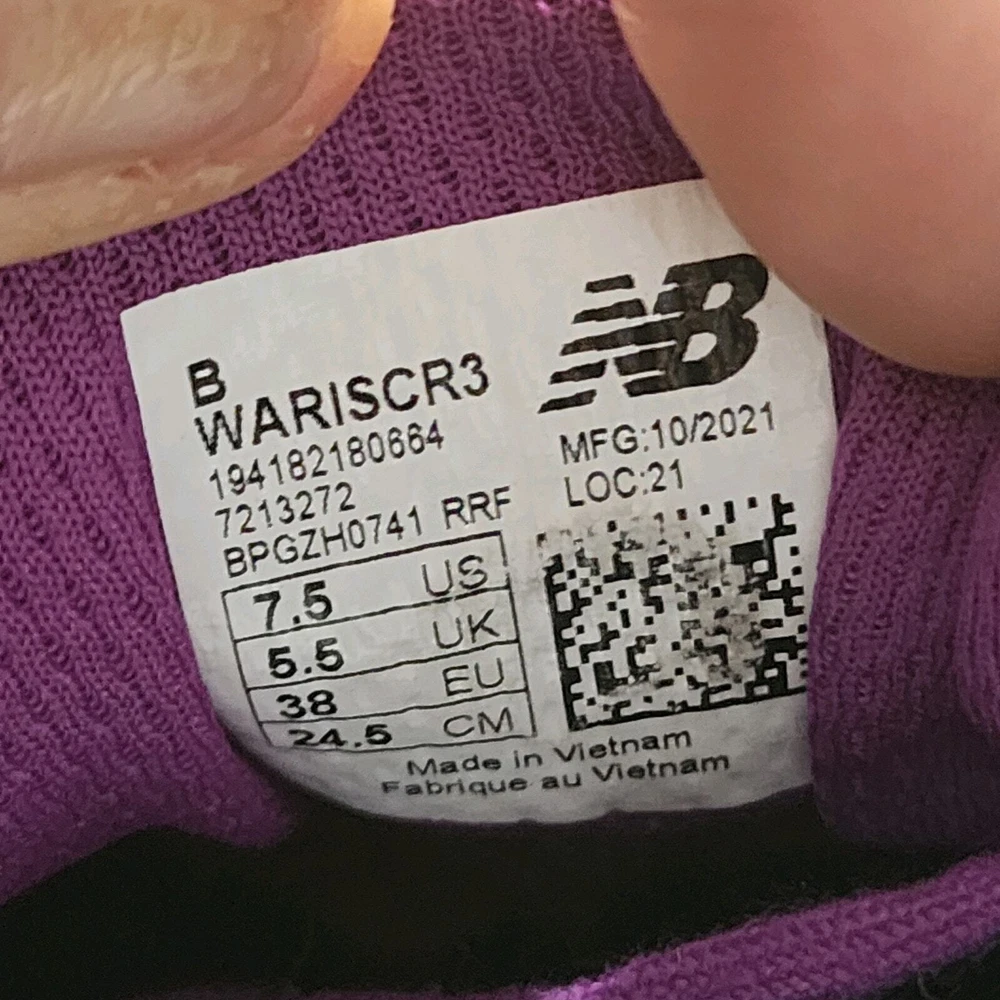 B
WARISCR3
194182180664
7213272
BPGZH0741 RRF
7.5 US
5.5 UK
38 EU
24.5 CM
NB
MFG:10/2021
LOC:21
Made in Vietnam
Fabrique au Vietnam